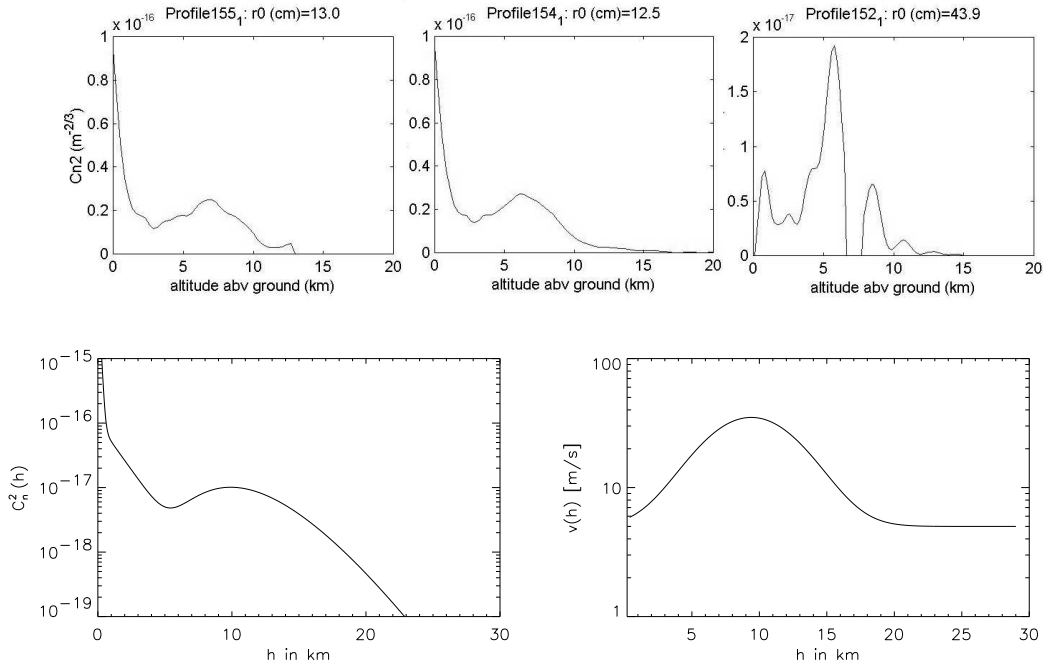 x 10^-16 Profile155_1: r0 (cm)=13.0
1
0.8
0.6
0.4
0.2
0
Cn2 (m^-2/3)
0 5 10 15 20
altitude abv ground (km)
x 10^-16 Profile154_1: r0 (cm)=12.5
1
0.8
0.6
0.4
0.2
0
0 5 10 15 20
altitude abv ground (km)
x 10^-17 Profile152_1: r0 (cm)=43.9
2
1.5
1
0.5
0
0 5 10 15 20
altitude abv ground (km)
10^-15
10^-16
10^-17
10^-18
10^-19
C_n^2(h)
0 10 20 30
h in km
100
10
1
v(h) [m/s]
5 10 15 20 25 30
h in km